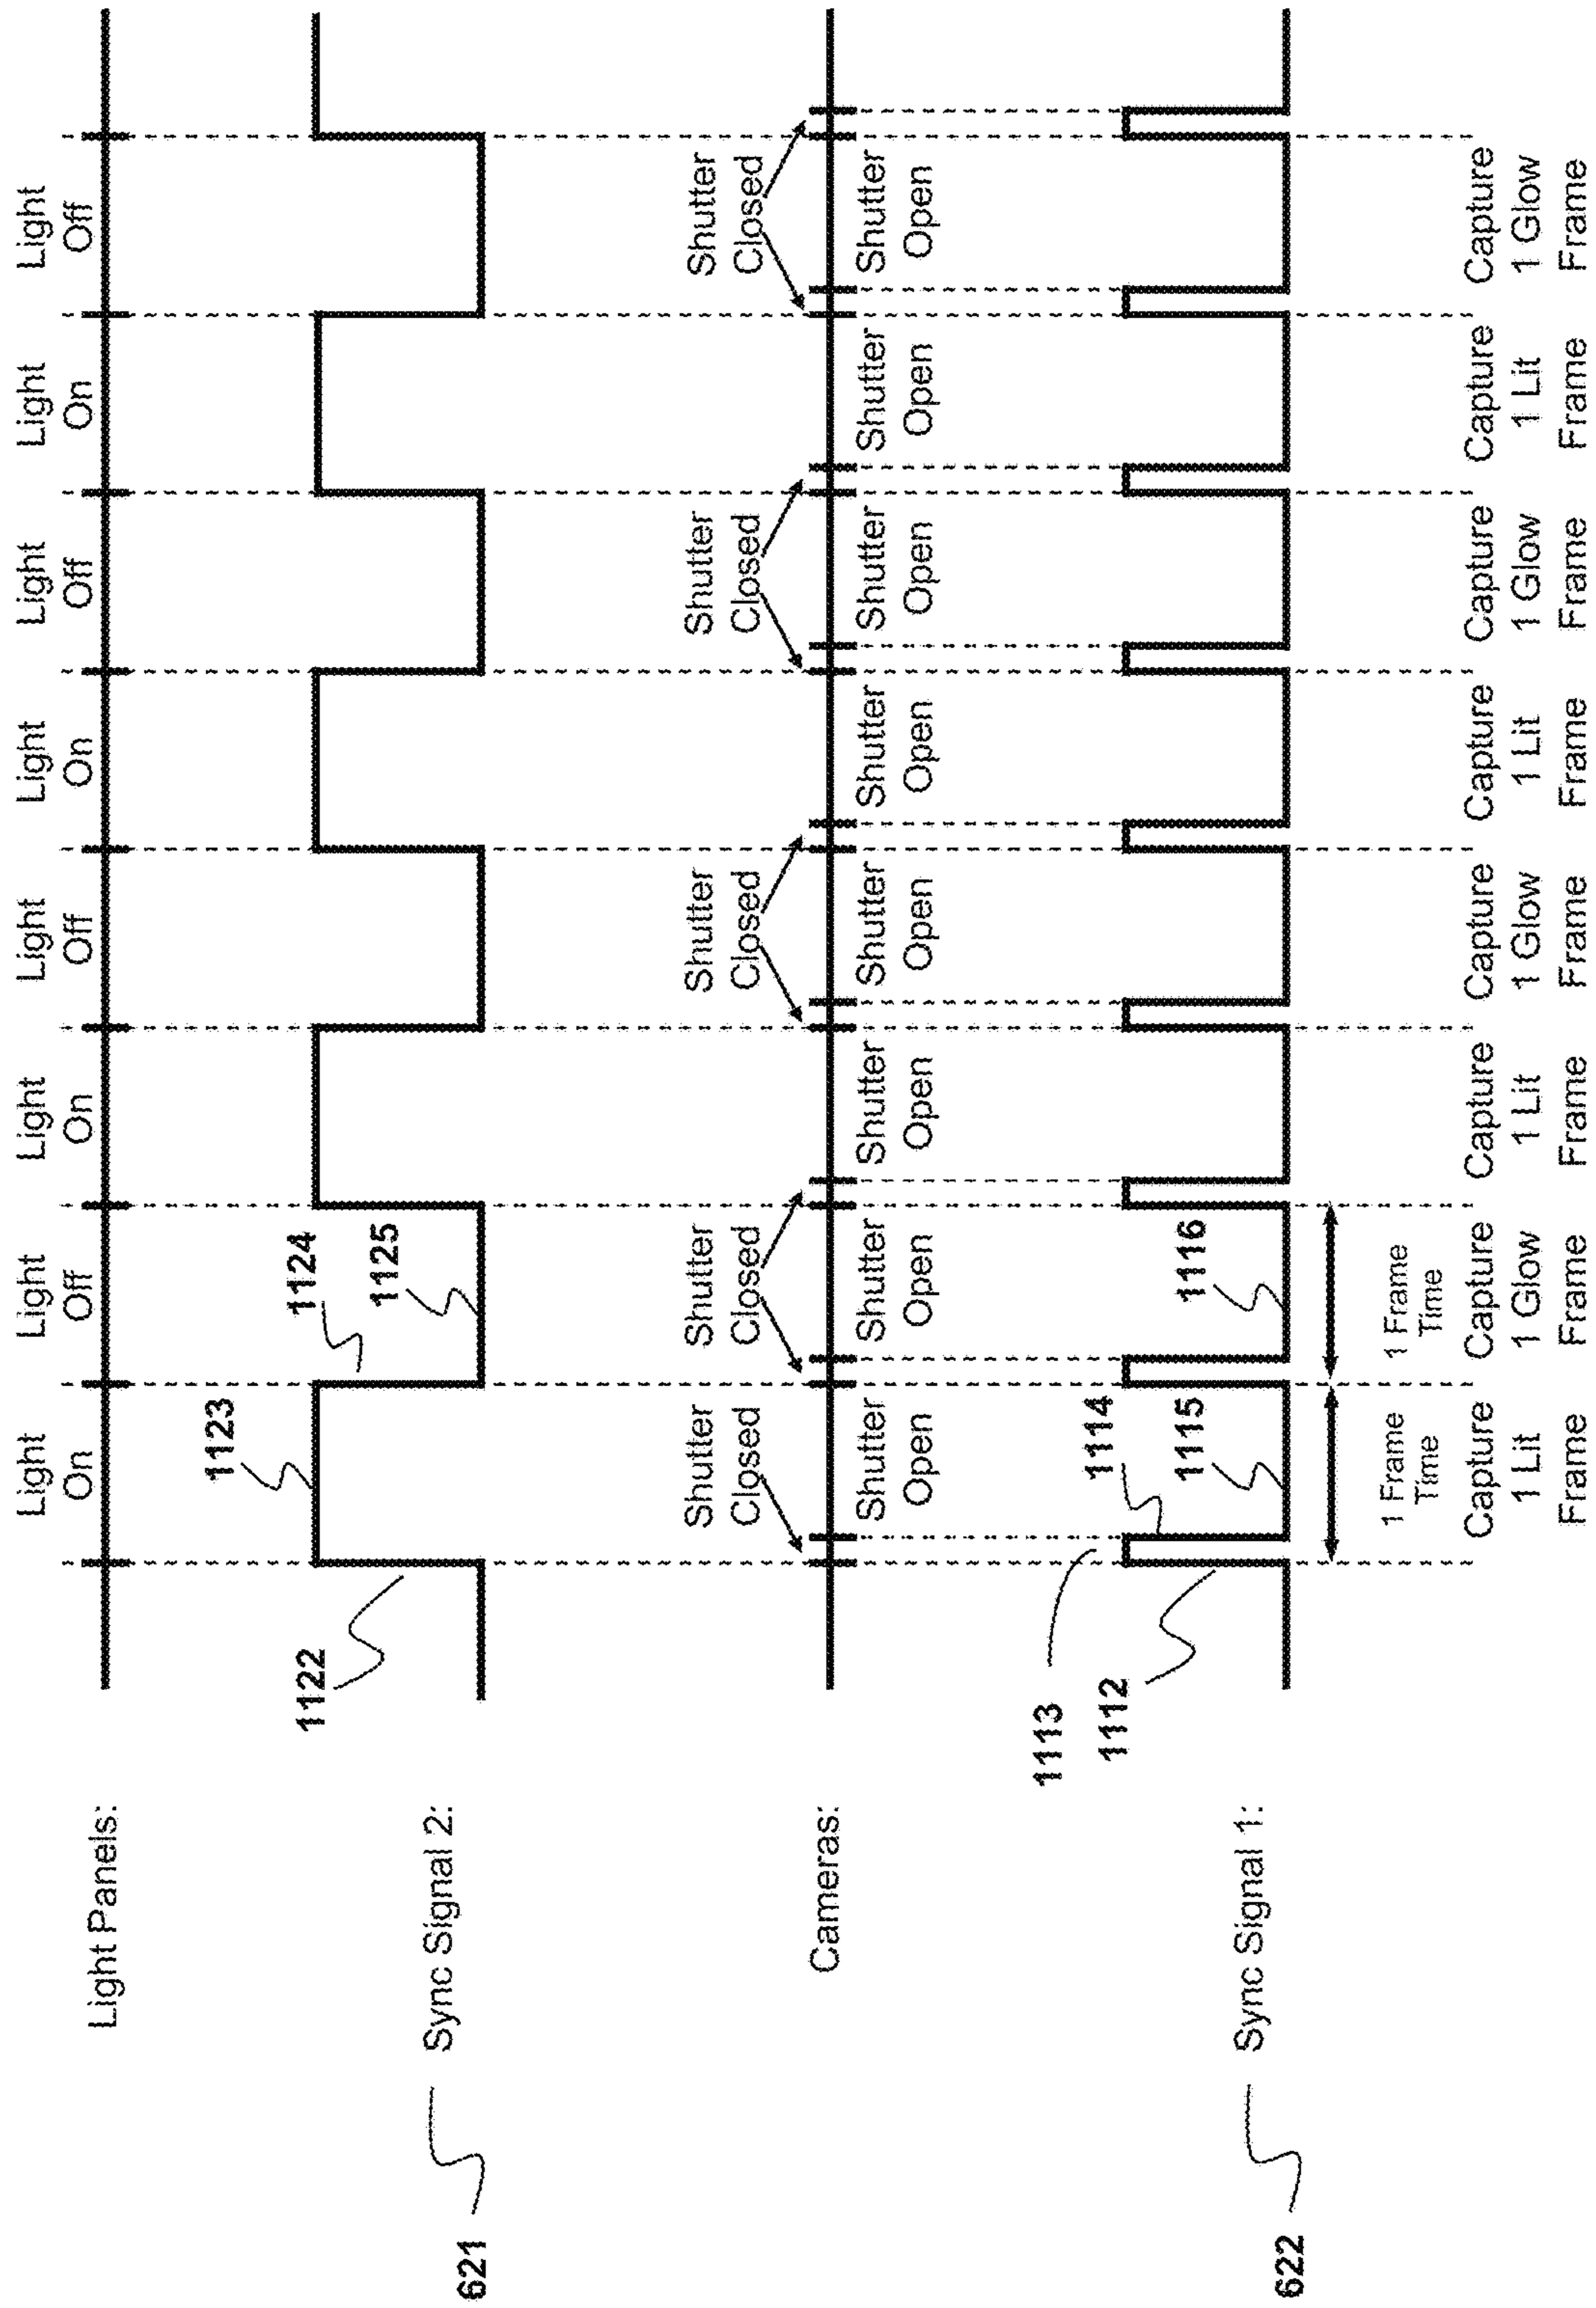 Light
On
Light
Off
Light
On
Light
Off
Light
On
Light
Off
Light
On
Light
Off
Light Panels:
1123
1124
1122
1125
621
Sync Signal 2:
Shutter
Closed
Shutter
Closed
Shutter
Closed
Shutter
Closed
Shutter
Closed
Cameras:
Shutter
Open
Shutter
Open
Shutter
Open
Shutter
Open
Shutter
Open
Shutter
Open
Shutter
Open
Shutter
Open
1113
1112
1114
1115
1116
622
Sync Signal 1:
1 Frame
Time
1 Frame
Time
Capture
1 Lit
Frame
Capture
1 Glow
Frame
Capture
1 Lit
Frame
Capture
1 Glow
Frame
Capture
1 Lit
Frame
Capture
1 Glow
Frame
Capture
1 Lit
Frame
Capture
1 Glow
Frame